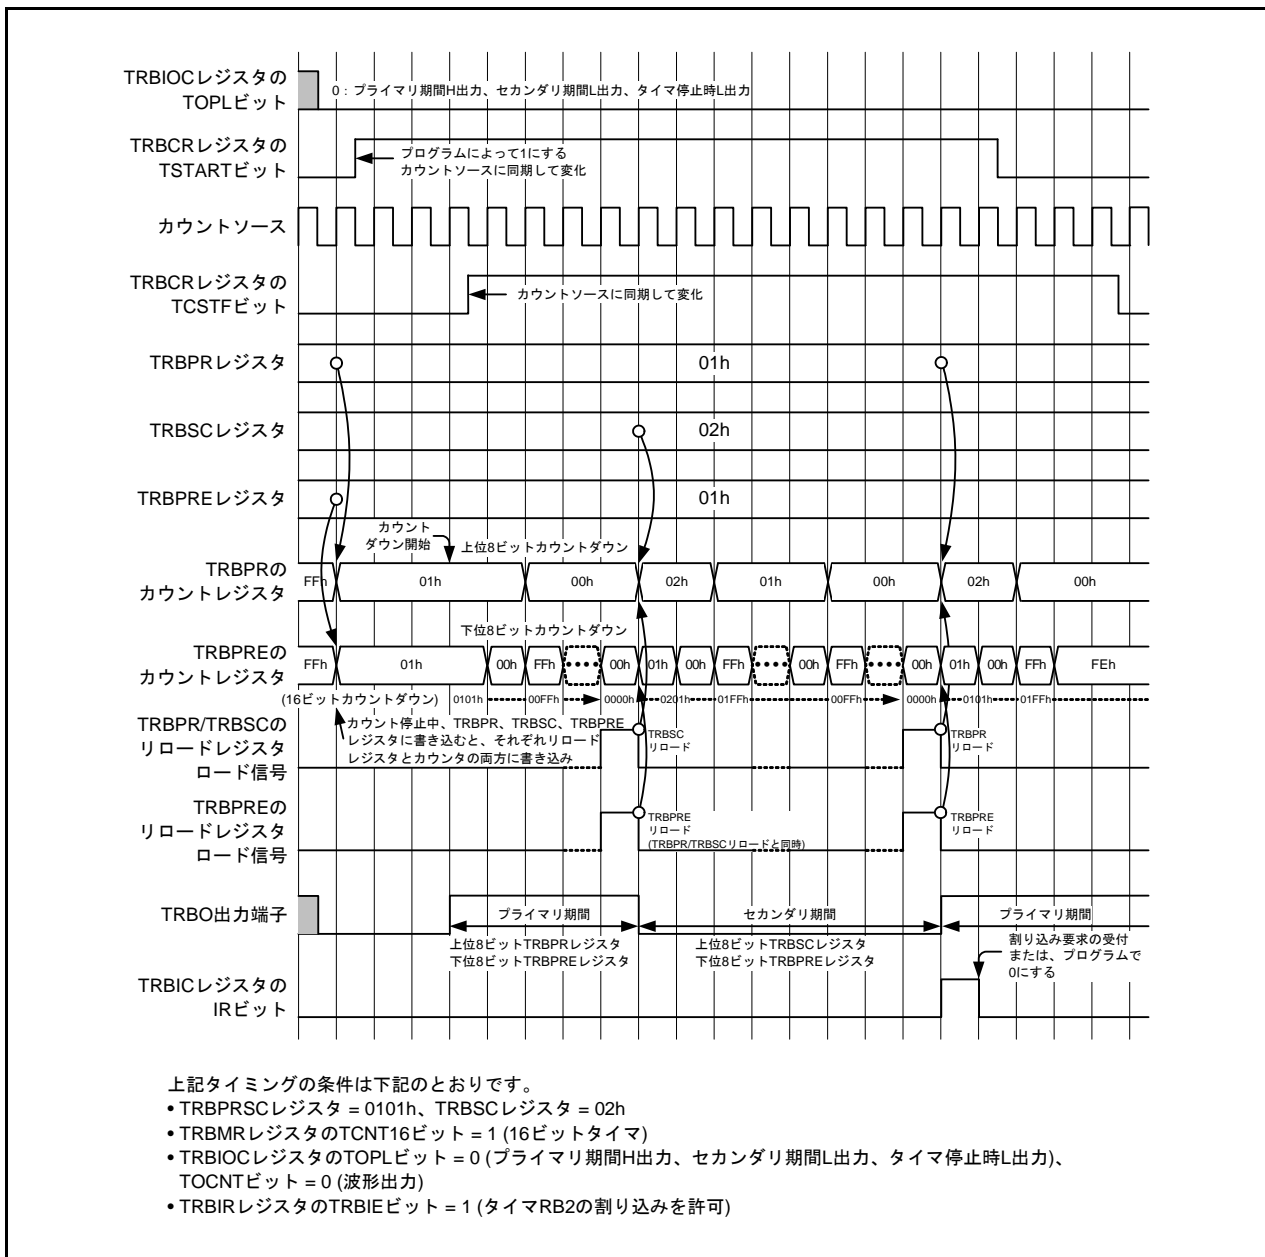 TRBIOCレジスタの
TOPLビット
0：プライマリ期間H出力、セカンダリ期間L出力、タイマ停止時L出力
TRBCRレジスタの
TSTARTビット
プログラムによって1にする
カウントソースに同期して変化
カウントソース
TRBCRレジスタの
TCSTFビット
カウントソースに同期して変化
TRBPRレジスタ
01h
TRBSCレジスタ
02h
TRBPREレジスタ
01h
カウント
ダウン開始
上位8ビットカウントダウン
TRBPRの
カウントレジスタ
FFh 01h 00h 02h 01h 00h 02h 00h
下位8ビットカウントダウン
TRBPREの
カウントレジスタ
FFh 01h 00h FFh 00h 01h 00h FFh 00h FFh 00h 01h 00h FFh FEh
(16ビットカウントダウン) 0101h 00FFh 0000h 0201h 01FFh 00FFh 0000h 0101h 01FFh
カウント停止中、TRBPR、TRBSC、TRBPRE
レジスタに書き込むと、それぞれリロード
レジスタとカウンタの両方に書き込み
TRBPR/TRBSCの
リロードレジスタ
ロード信号
TRBSC
リロード
TRBPR
リロード
TRBPREの
リロードレジスタ
ロード信号
TRBPRE
リロード
(TRBPR/TRBSCリロードと同時)
TRBPRE
リロード
TRBO出力端子
プライマリ期間 セカンダリ期間 プライマリ期間
上位8ビットTRBPRレジスタ
下位8ビットTRBPREレジスタ
上位8ビットTRBSCレジスタ
下位8ビットTRBPREレジスタ
割り込み要求の受付
または、プログラムで
0にする
TRBICレジスタの
IRビット
上記タイミングの条件は下記のとおりです。
• TRBPRSCレジスタ = 0101h、TRBSCレジスタ = 02h
• TRBMRレジスタのTCNT16ビット = 1 (16ビットタイマ)
• TRBIOCレジスタのTOPLビット = 0 (プライマリ期間H出力、セカンダリ期間L出力、タイマ停止時L出力)、
TOCNTビット = 0 (波形出力)
• TRBIRレジスタのTRBIEビット = 1 (タイマRB2の割り込みを許可)